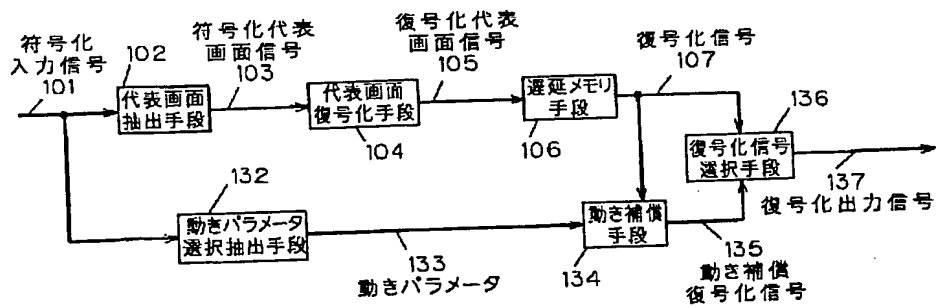 符号化
入力信号
101
102
代表画面
抽出手段
符号化代表
画面信号
103
代表画面
復号化手段
104
復号化代表
画面信号
105
遅延メモリ
手段
106
復号化信号
107
136
復号化信号
選択手段
137
復号化出力信号
132
動きパラメータ
選択抽出手段
133
動きパラメータ
動き補償
手段
134
135
動き補償
復号化信号